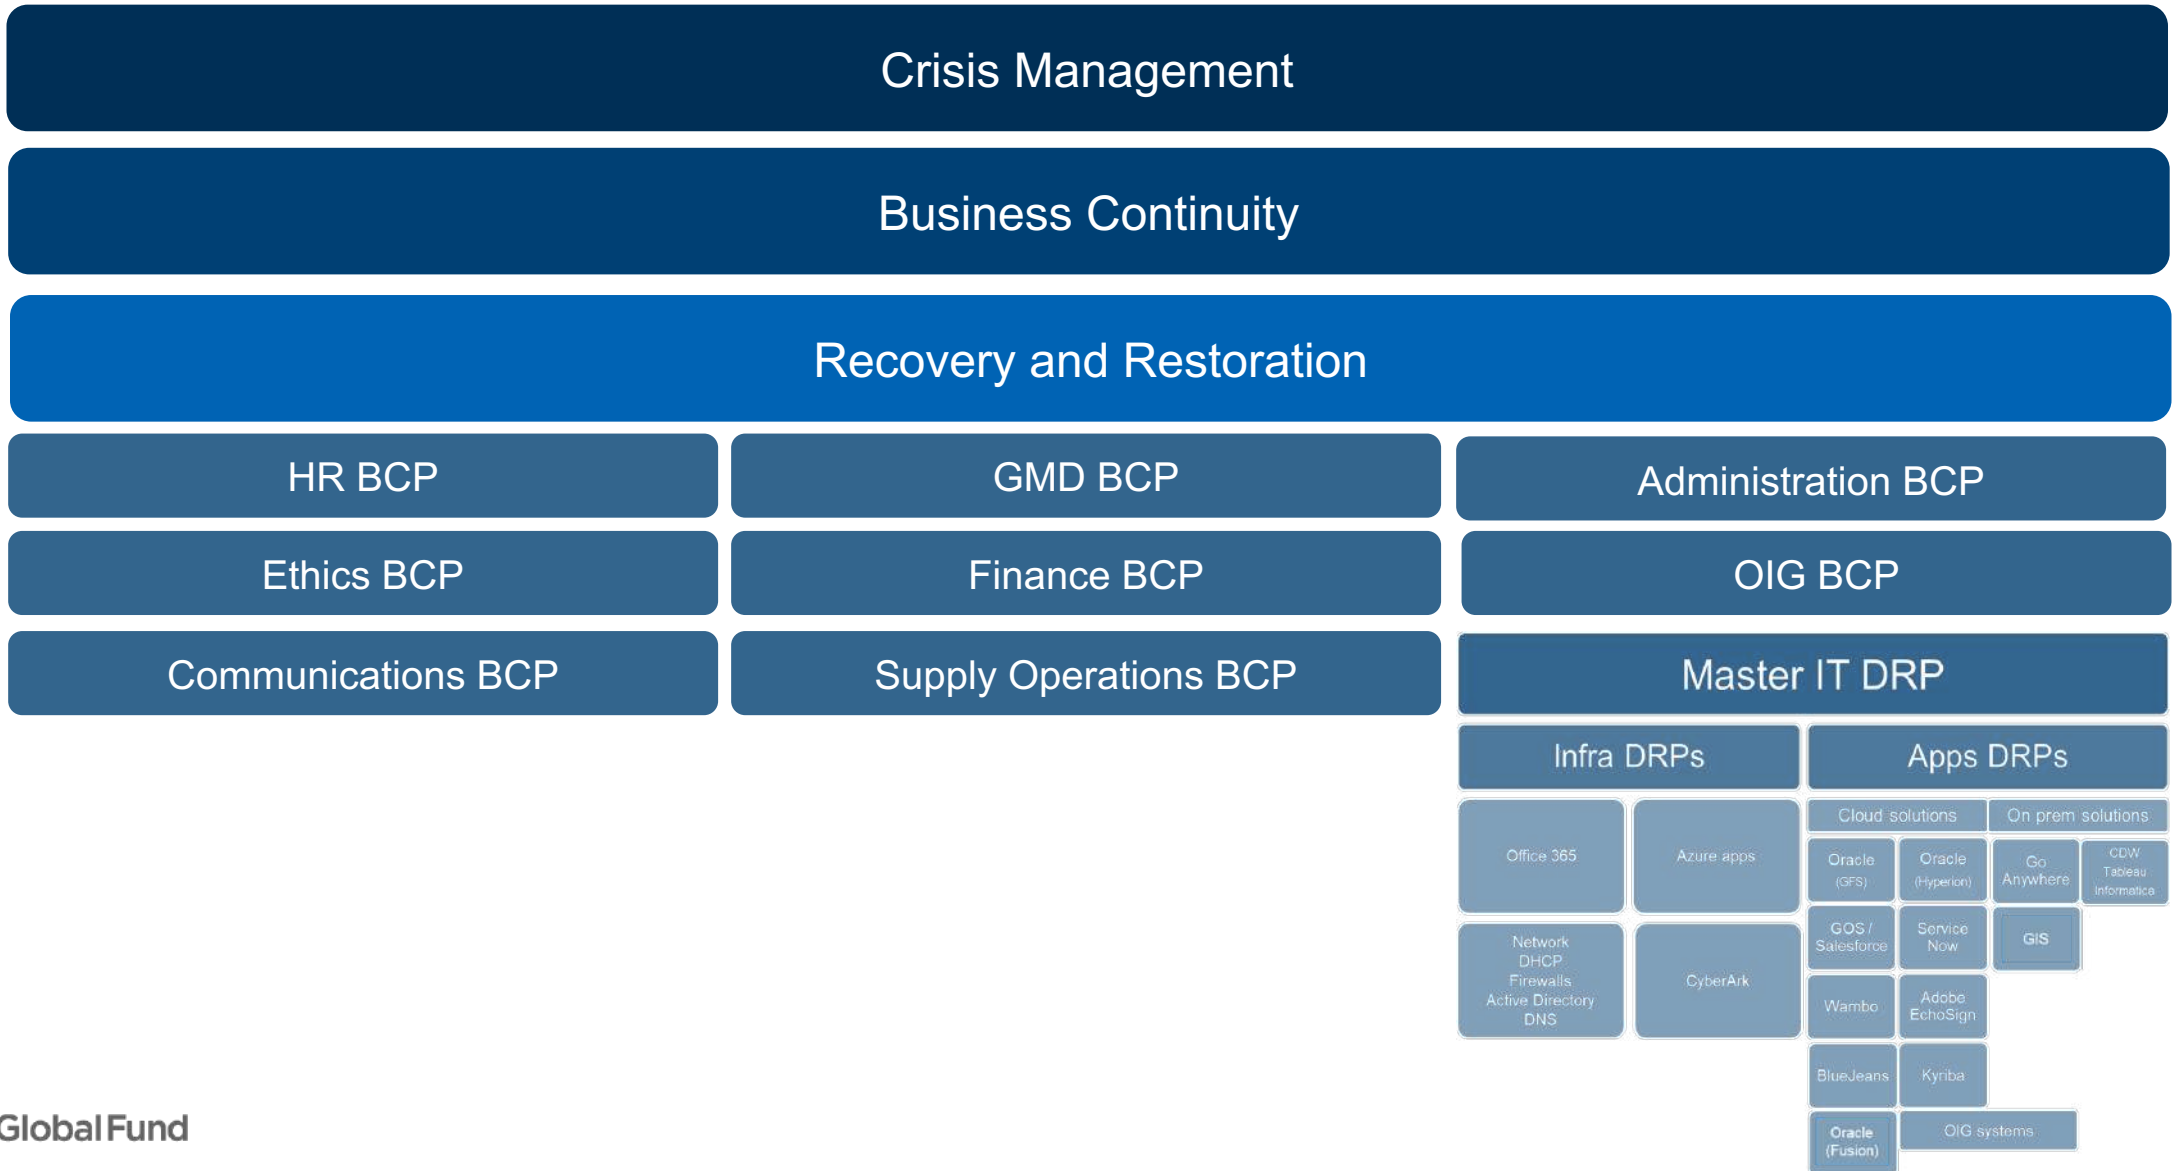 Crisis Management
Business Continuity
Recovery and Restoration
HR BCP
GMD BCP
Administration BCP
Ethics BCP
Finance BCP
OIG BCP
Communications BCP
Supply Operations BCP
Master IT DRP
Infra DRPs
Apps DRPs
Cloud solutions
On prem solutions
Office 365
Azure apps
Oracle
(GFS)
Oracle
(Hyperion)
Go
Anywhere
CDW
Tableau
Informatica
Network
DHCP
Firewalls
Active Directory
DNS
CyberArk
GOS /
Salesforce
Service
Now
GIS
Wambo
Adobe
EchoSign
BlueJeans
Kyriba
Oracle
(Fusion)
OIG systems
GlobalFund